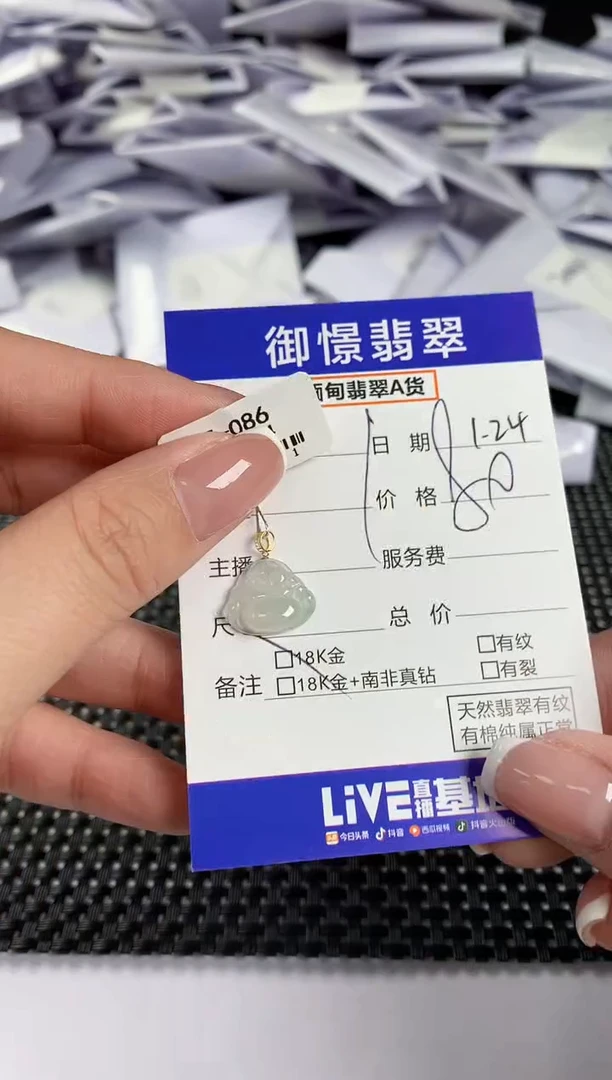 御憬翡翠
缅甸翡翠A货
-086
1
日 期 1-24
价 格
主播 服务费
尺 总 价
备注 □18K金 □有纹
□18K金+南非真钻 □有裂
天然翡翠有纹
有棉纯属正常
LiVE直播基地
今日头条 抖音 西瓜视频 抖音火山版